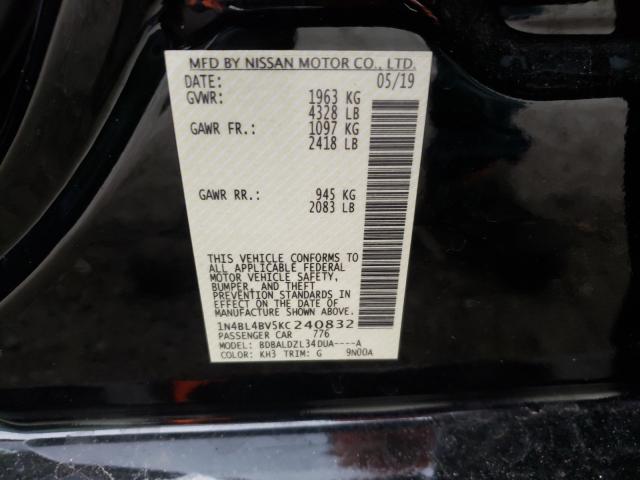 MFD BY NISSAN MOTOR CO., LTD.
DATE: 05/19
GVWR: 1963 KG
4328 LB
GAWR FR.: 1097 KG
2418 LB
GAWR RR.: 945 KG
2083 LB
THIS VEHICLE CONFORMS TO
ALL APPLICABLE FEDERAL
MOTOR VEHICLE SAFETY,
BUMPER, AND THEFT
PREVENTION STANDARDS IN
EFFECT ON THE DATE OF
MANUFACTURE SHOWN ABOVE.
1N4BL4BV5KC240832
PASSENGER CAR 776
MODEL: BDBALDZL34DUA----A
COLOR: KH3 TRIM: G 9N00A